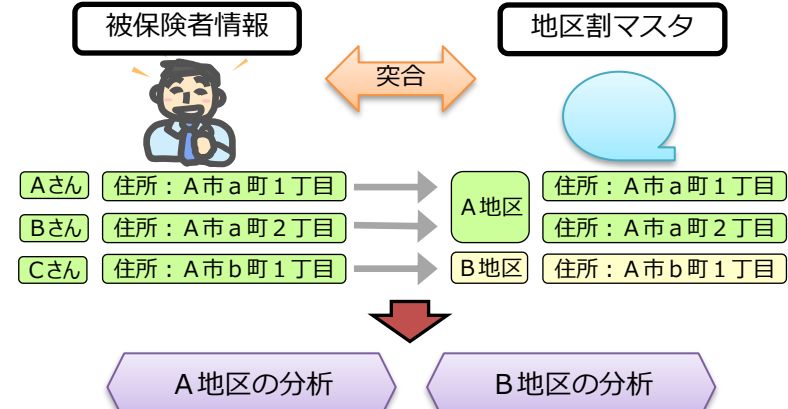 被保険者情報
地区割マスタ
突合
Aさん 住所：A市a町1丁目 A地区 住所：A市a町1丁目
Bさん 住所：A市a町2丁目 住所：A市a町2丁目
Cさん 住所：A市b町1丁目 B地区 住所：A市b町1丁目
A地区の分析
B地区の分析